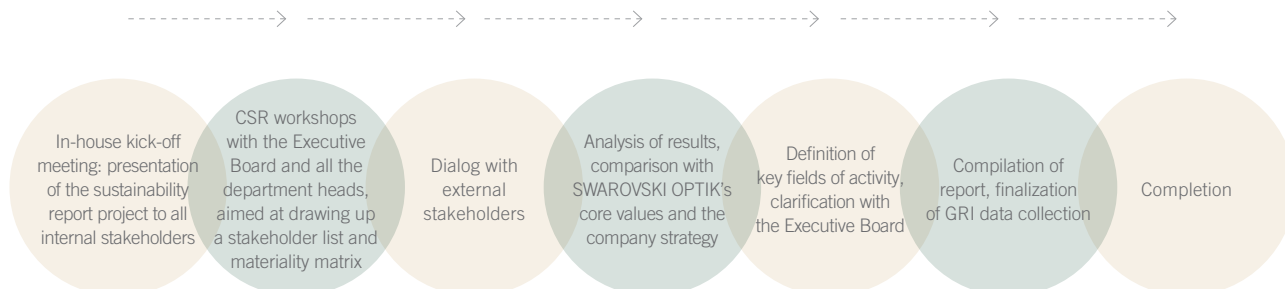 In-house kick-off
meeting: presentation
of the sustainability
report project to all
internal stakeholders
CSR workshops
with the Executive
Board and all the
department heads,
aimed at drawing up
a stakeholder list and
materiality matrix
Dialog with
external
stakeholders
Analysis of results,
comparison with
SWAROVSKI OPTIK's
core values and the
company strategy
Definition of
key fields of activity,
clarification with
the Executive Board
Compilation of
report, finalization
of GRI data collection
Completion